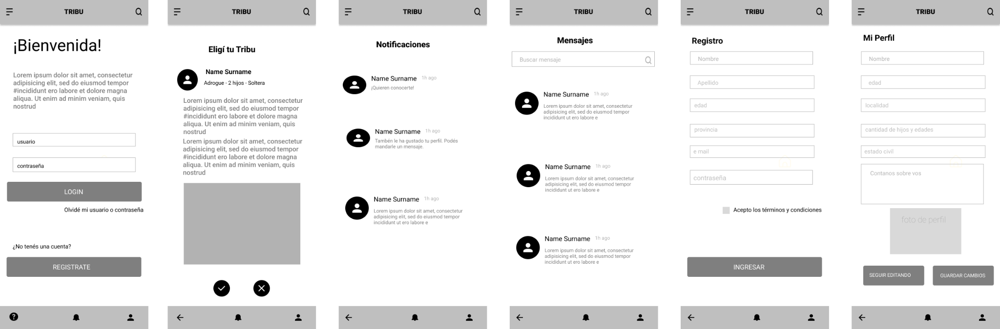 TRIBU
¡Bienvenida!
Lorem ipsum dolor sit amet, consectetur
adipisicing elit, sed do eiusmod tempor
#incididunt ero labore et dolore magna
aliqua. Ut enim ad minim veniam, quis
nostrud
usuario
contraseña
LOGIN
Olvidé mi usuario o contraseña
¿No tenés una cuenta?
REGISTRATE
TRIBU
Eligí tu Tribu
Name Surname
Adrogue - 2 hijos - Soltera
Lorem ipsum dolor sit amet, consectetur
adipisicing elit, sed do eiusmod tempor
#incididunt ero labore et dolore magna
aliqua. Ut enim ad minim veniam, quis
nostrud
Lorem ipsum dolor sit amet, consectetur
adipisicing elit, sed do eiusmod tempor
#incididunt ero labore et dolore magna
aliqua. Ut enim ad minim veniam, quis
nostrud
TRIBU
Notificaciones
Name Surname 1h ago
¡Quieren conocerte!
Name Surname 1h ago
Tambén le ha gustado tu perfil. Podés
mandarle un mensaje.
Name Surname 1h ago
Lorem ipsum dolor sit amet, consectetur
adipisicing elit, sed do eiusmod tempor
incididunt ut ero labore e
TRIBU
Mensajes
Buscar mensaje
Name Surname 1h ago
Lorem ipsum dolor sit amet, consectetur
adipisicing elit, sed do eiusmod tempor
incididunt ut ero labore e
Name Surname 1h ago
Lorem ipsum dolor sit amet, consectetur
adipisicing elit, sed do eiusmod tempor
incididunt ut ero labore e
Name Surname 1h ago
Lorem ipsum dolor sit amet, consectetur
adipisicing elit, sed do eiusmod tempor
incididunt ut ero labore e
TRIBU
Registro
Nombre
Apellido
edad
provincia
e mail
contraseña
Acepto los términos y condiciones
INGRESAR
TRIBU
Mi Perfil
Nombre
edad
localidad
cantidad de hijos y edades
estado civil
Contanos sobre vos
foto de perfil
SEGUIR EDITANDO
GUARDAR CAMBIOS